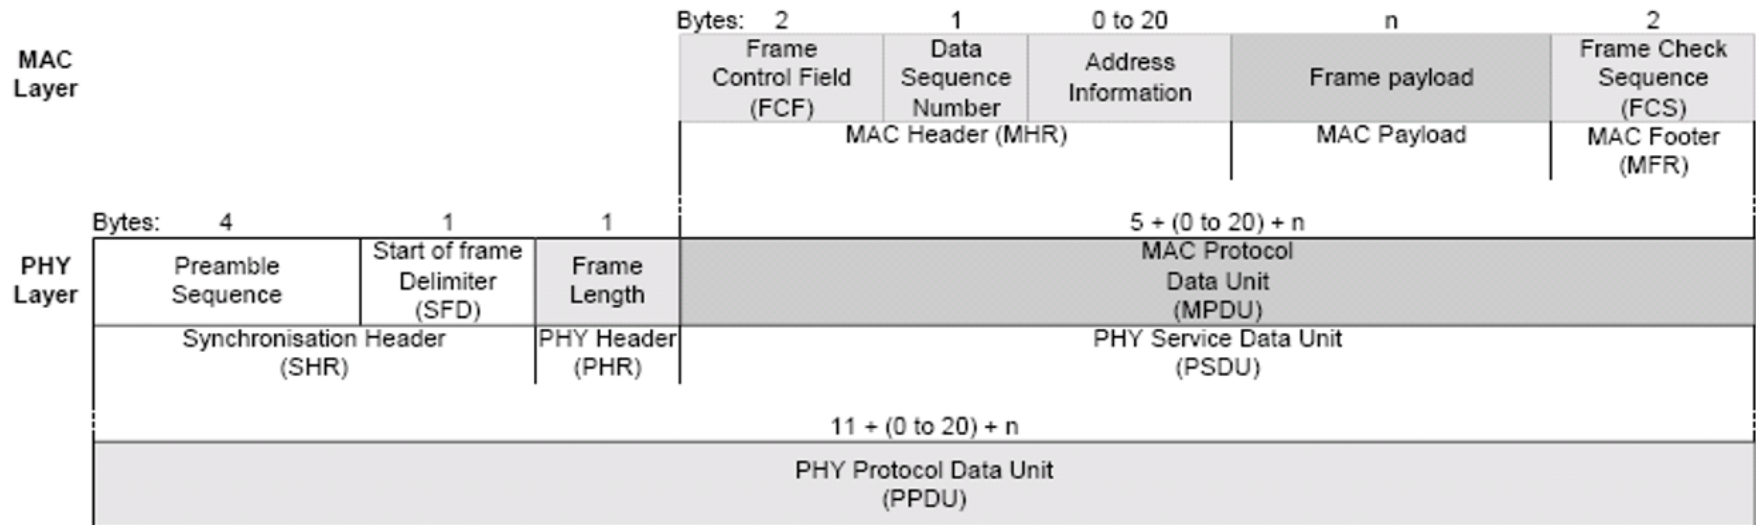 Bytes: 2 1 0 to 20 n 2
MAC
Layer
Frame
Control Field
(FCF)
Data
Sequence
Number
Address
Information
Frame payload
Frame Check
Sequence
(FCS)
MAC Header (MHR)
MAC Payload
MAC Footer
(MFR)
Bytes: 4 1 1 5 + (0 to 20) + n
PHY
Layer
Preamble
Sequence
Start of frame
Delimiter
(SFD)
Frame
Length
MAC Protocol
Data Unit
(MPDU)
Synchronisation Header
(SHR)
PHY Header
(PHR)
PHY Service Data Unit
(PSDU)
11 + (0 to 20) + n
PHY Protocol Data Unit
(PPDU)